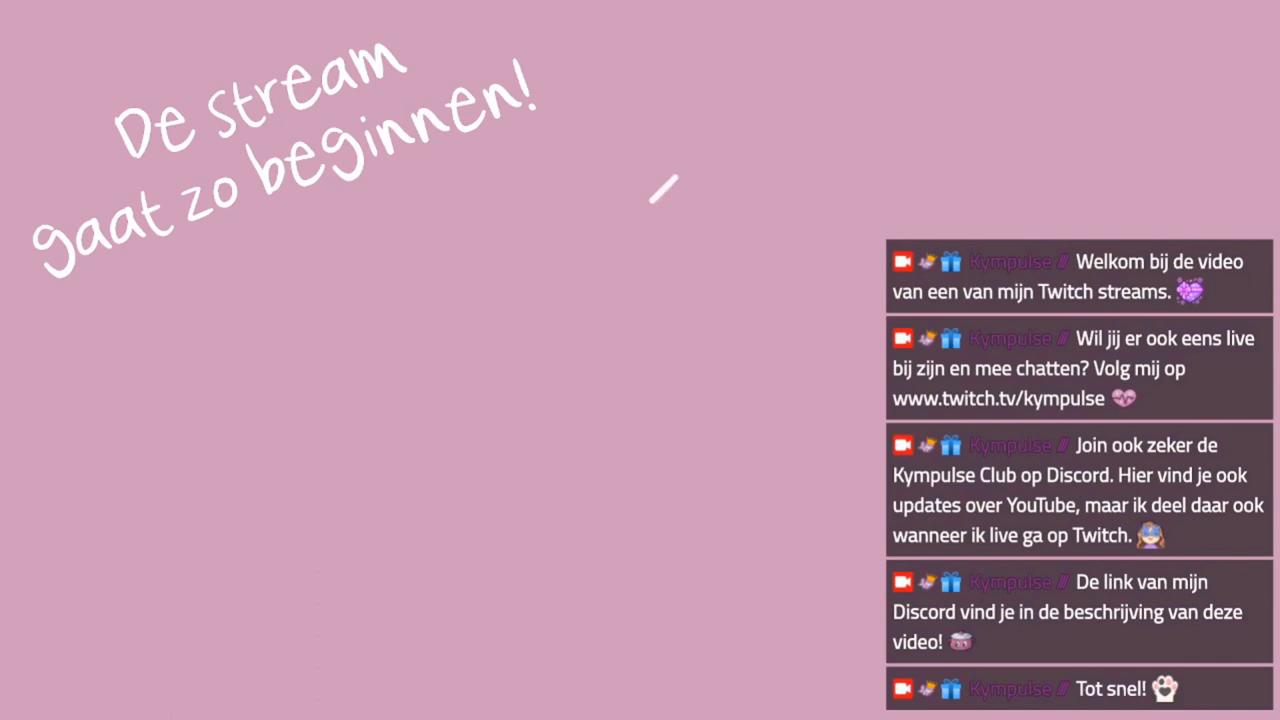 De stream
gaat zo beginnen!
Kympulse // Welkom bij de video
van een van mijn Twitch streams.
Kympulse // Wil jij er ook eens live
bij zijn en mee chatten? Volg mij op
www.twitch.tv/kympulse
Kympulse // Join ook zeker de
Kympulse Club op Discord. Hier vind je ook
updates over YouTube, maar ik deel daar ook
wanneer ik live ga op Twitch.
Kympulse // De link van mijn
Discord vind je in de beschrijving van deze
video!
Kympulse // Tot snel!